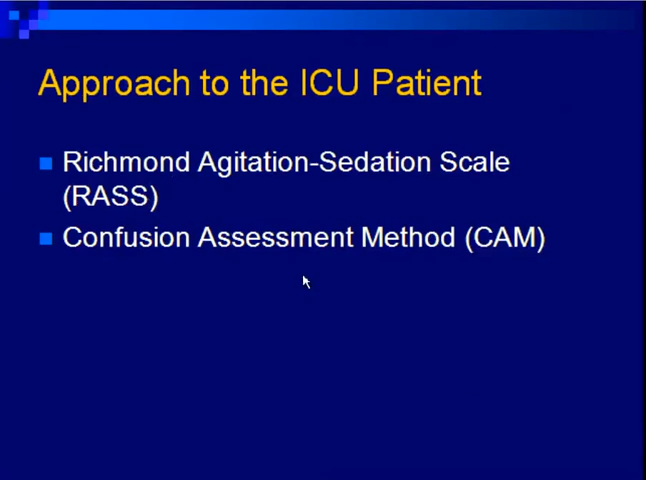 Approach to the ICU Patient
Richmond Agitation-Sedation Scale
(RASS)
Confusion Assessment Method (CAM)